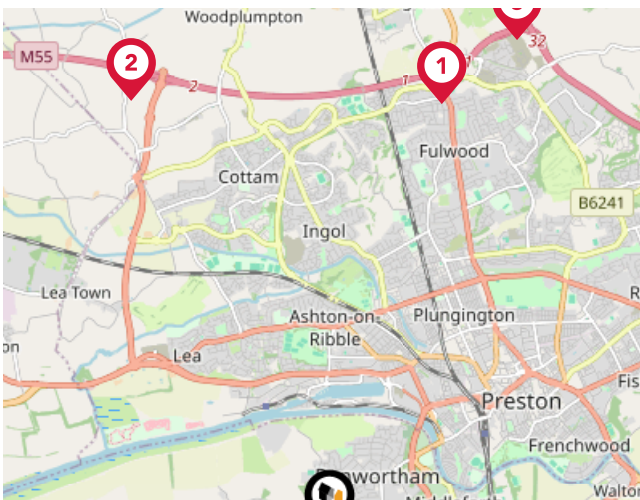 Woodplumpton
32
M55
2
2
1
1
1
Fulwood
Cottam
B6241
Ingol
Lea Town
Ashton-on-
Ribble
Plungington
Lea
Preston
Frenchwood